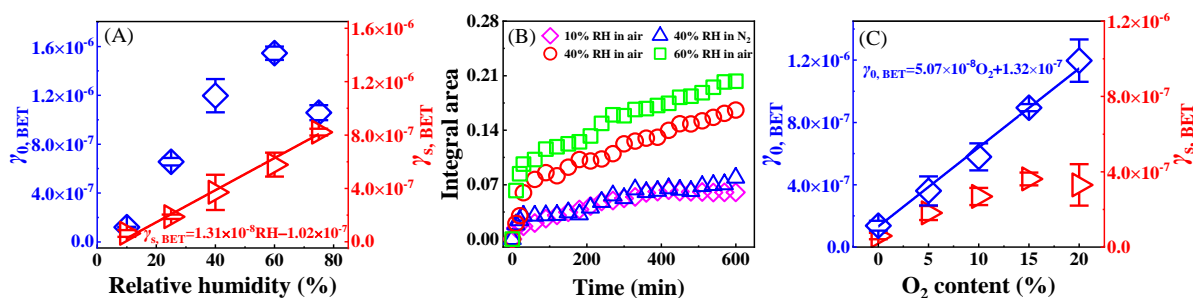 (A)
1.6×10⁻⁶
1.2×10⁻⁶
8.0×10⁻⁷
4.0×10⁻⁷
0.0
γ0, BET
1.6×10⁻⁶
1.2×10⁻⁶
8.0×10⁻⁷
4.0×10⁻⁷
0.0
γs, BET
γs, BET=1.31×10⁻⁸RH−1.02×10⁻⁷
0 20 40 60 80
Relative humidity (%)
(B)
10% RH in air
40% RH in N₂
40% RH in air
60% RH in air
0.28
0.21
0.14
0.07
0.00
Integral area
0 200 400 600
Time (min)
(C)
γ0, BET=5.07×10⁻⁸O₂+1.32×10⁻⁷
1.2×10⁻⁶
8.0×10⁻⁷
4.0×10⁻⁷
0.0
γ0, BET
1.2×10⁻⁶
8.0×10⁻⁷
4.0×10⁻⁷
0.0
γs, BET
0 5 10 15 20
O₂ content (%)